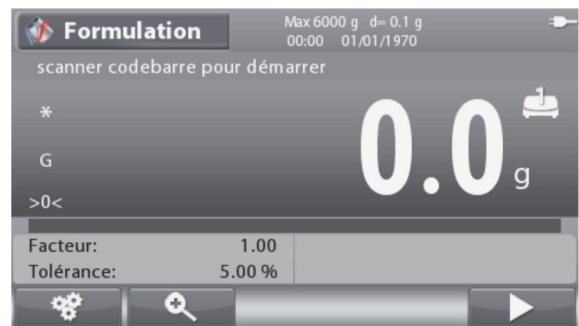 Formulation
Max 6000 g d= 0.1 g
00:00 01/01/1970
scanner codebarre pour démarrer
*
G
>0<
0.0 g
1
Facteur: 1.00
Tolérance: 5.00 %